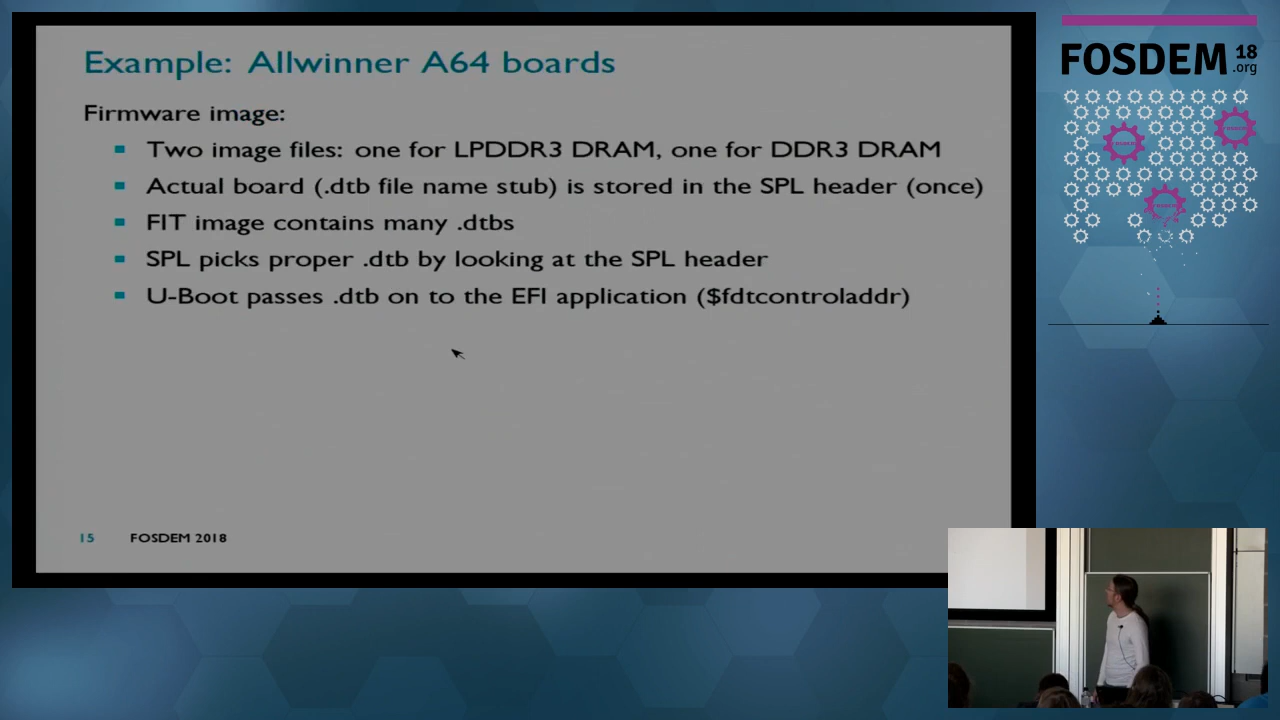 Example: Allwinner A64 boards
Firmware image:
Two image files: one for LPDDR3 DRAM, one for DDR3 DRAM
Actual board (.dtb file name stub) is stored in the SPL header (once)
FIT image contains many .dtbs
SPL picks proper .dtb by looking at the SPL header
U-Boot passes .dtb on to the EFI application ($fdtcontroladdr)
15 FOSDEM 2018
FOSDEM 18
.org